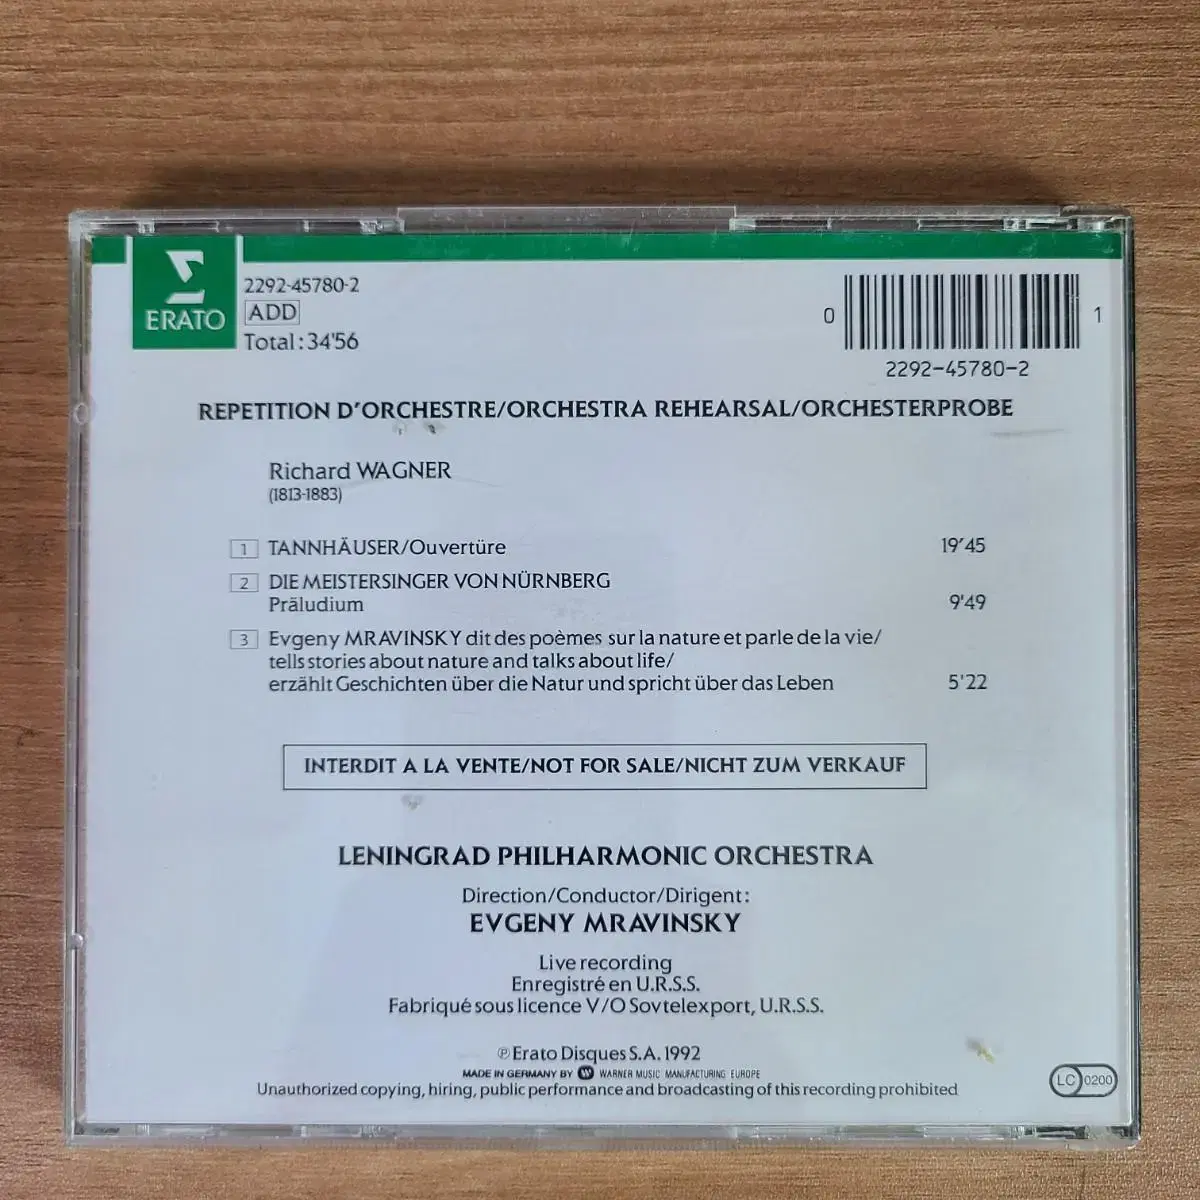 ERATO
2292-45780-2
ADD
Total: 34'56
0
1
2292-45780-2
REPETITION D'ORCHESTRE/ORCHESTRA REHEARSAL/ORCHESTERPROBE
Richard WAGNER
(1813-1883)
1 TANNHÄUSER/Ouvertüre 19'45
2 DIE MEISTERSINGER VON NÜRNBERG
Präludium 9'49
3 Evgeny MRAVINSKY dit des poèmes sur la nature et parle de la vie/
tells stories about nature and talks about life/
erzählt Geschichten über die Natur und spricht über das Leben 5'22
INTERDIT A LA VENTE/NOT FOR SALE/NICHT ZUM VERKAUF
LENINGRAD PHILHARMONIC ORCHESTRA
Direction/Conductor/Dirigent:
EVGENY MRAVINSKY
Live recording
Enregistré en U.R.S.S.
Fabriqué sous licence V/O Sovtelexport, U.R.S.S.
℗ Erato Disques S.A. 1992
MADE IN GERMANY BY WARNER MUSIC MANUFACTURING EUROPE
Unauthorized copying, hiring, public performance and broadcasting of this recording prohibited
LC 0200